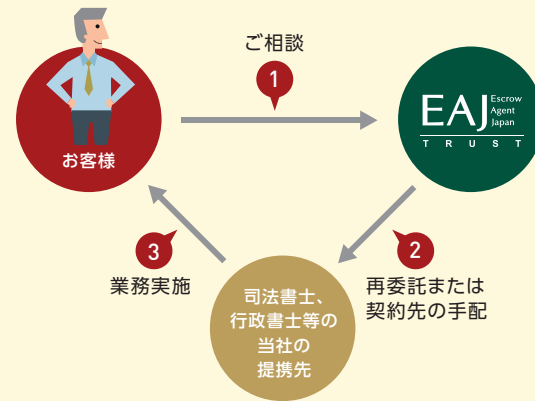 ご相談
1
EAJ
Escrow
Agent
Japan
TRUST
お客様
3
業務実施
2
再委託または
契約先の手配
司法書士、
行政書士等の
当社の
提携先